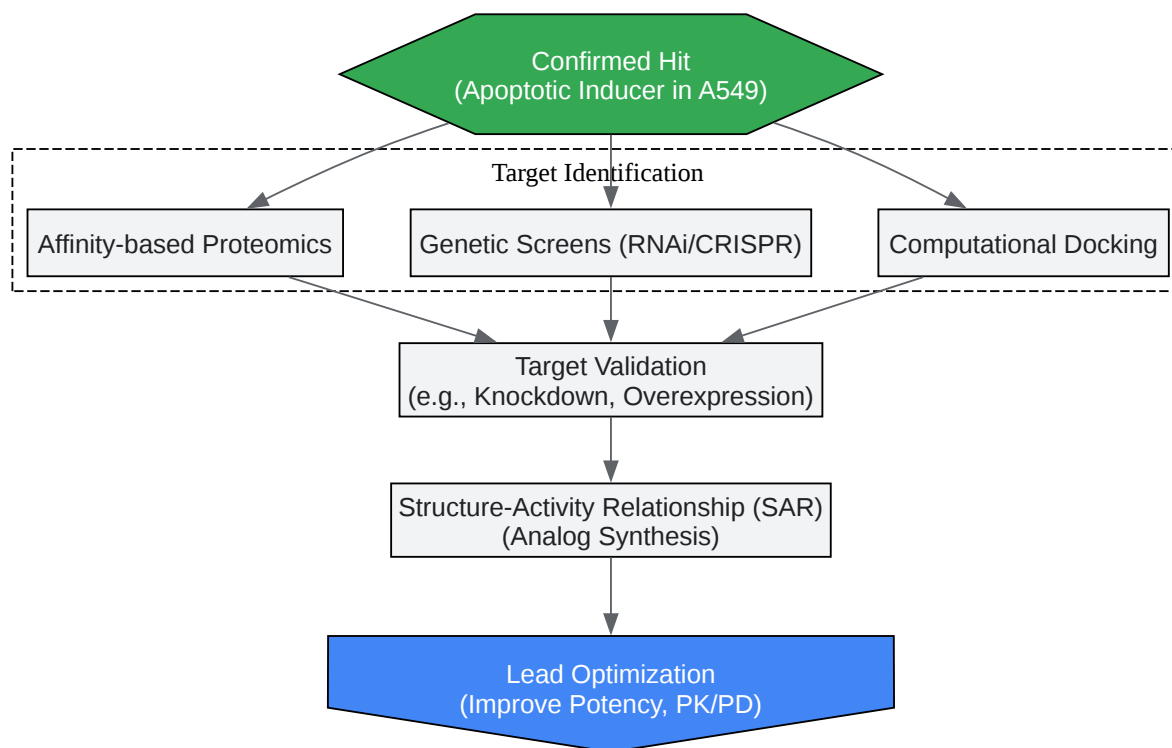 Confirmed Hit
(Apoptotic Inducer in A549)
Target Identification
Affinity-based Proteomics
Genetic Screens (RNAi/CRISPR)
Computational Docking
Target Validation
(e.g., Knockdown, Overexpression)
Structure-Activity Relationship (SAR)
(Analog Synthesis)
Lead Optimization
(Improve Potency, PK/PD)